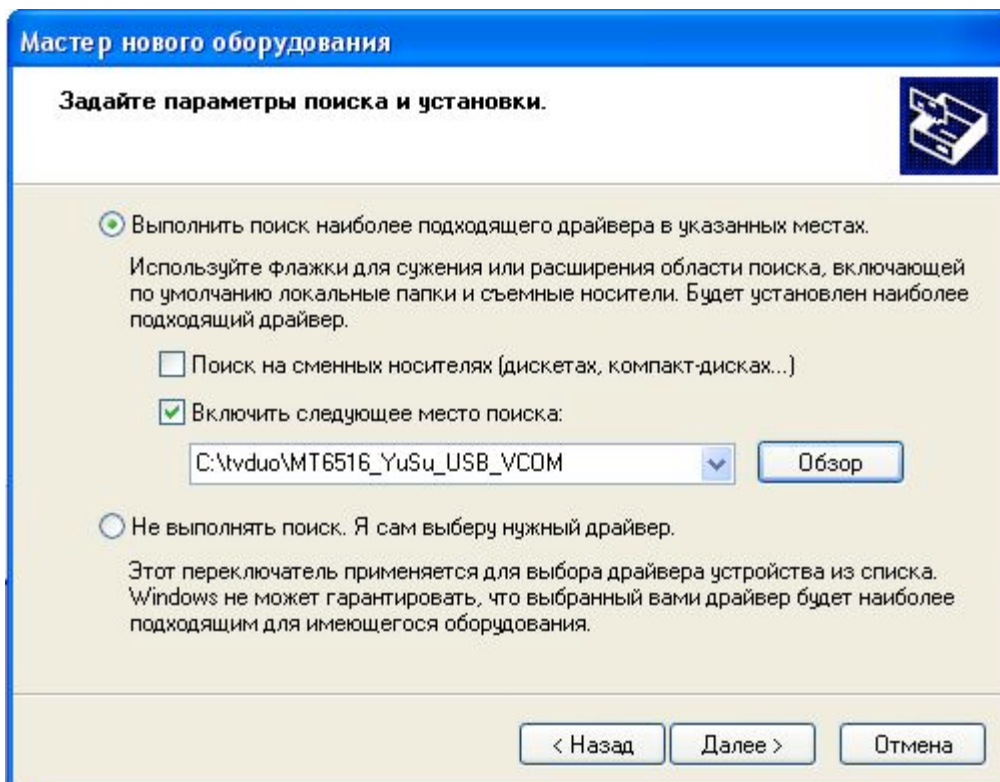 Мастер нового оборудования
Задайте параметры поиска и установки.
Выполнить поиск наиболее подходящего драйвера в указанных местах.
Используйте флажки для сужения или расширения области поиска, включающей
по умолчанию локальные папки и съемные носители. Будет установлен наиболее
подходящий драйвер.
Поиск на сменных носителях (дискетах, компакт-дисках...)
Включить следующее место поиска:
C:\tvduo\MT6516_YuSu_USB_VCOM
Обзор
Не выполнять поиск. Я сам выберу нужный драйвер.
Этот переключатель применяется для выбора драйвера устройства из списка.
Windows не может гарантировать, что выбранный вами драйвер будет наиболее
подходящим для имеющегося оборудования.
< Назад
Далее >
Отмена